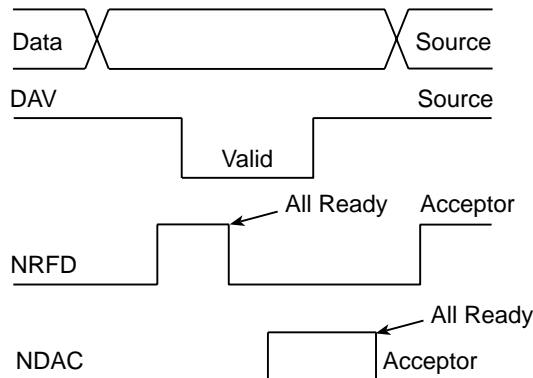 Data Source
DAV Source
Valid
All Ready Acceptor
NRFD
All Ready
NDAC Acceptor